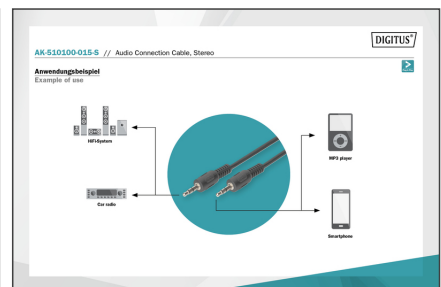 DIGITUS®
AK-510100-015-S // Audio Connection Cable, Stereo
Anwendungsbeispiel
Example of use
HiFi-System
MP3 player
Car radio
Smartphone